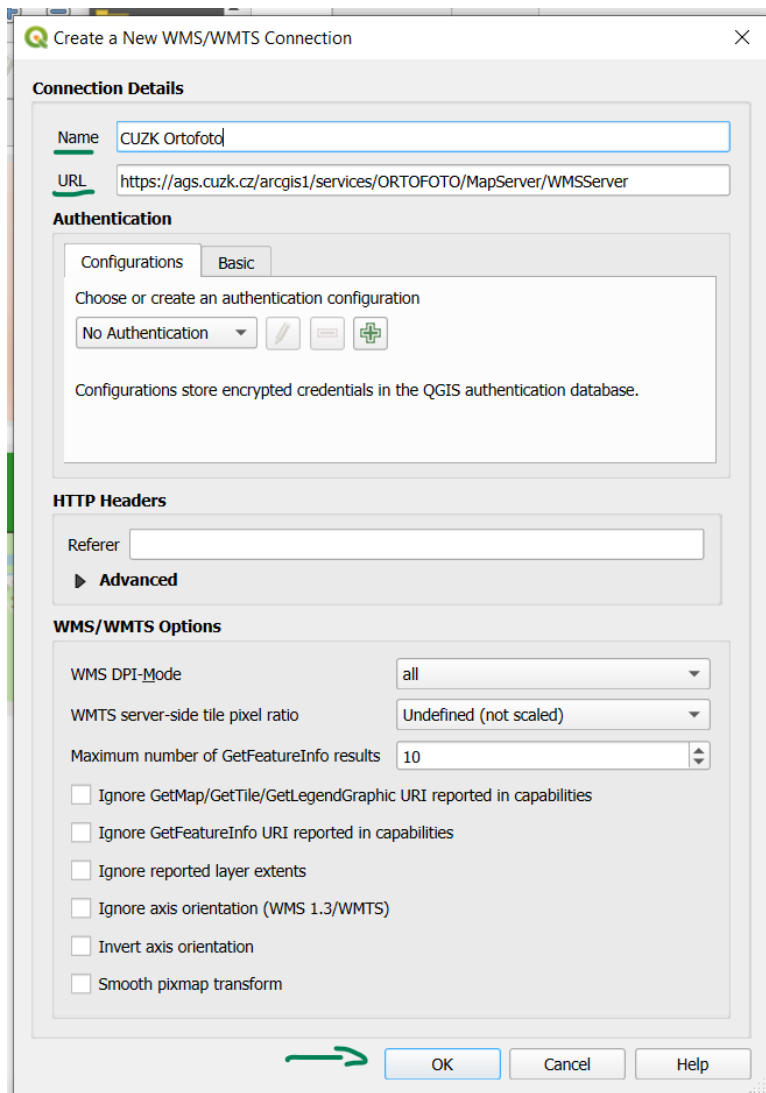 Create a New WMS/WMTS Connection
Connection Details
Name CUZK Ortofoto
URL https://ags.cuzk.cz/arcgis1/services/ORTOFOTO/MapServer/WMSServer
Authentication
Configurations Basic
Choose or create an authentication configuration
No Authentication
Configurations store encrypted credentials in the QGIS authentication database.
HTTP Headers
Referer
Advanced
WMS/WMTS Options
WMS DPI-Mode all
WMTS server-side tile pixel ratio Undefined (not scaled)
Maximum number of GetFeatureInfo results 10
Ignore GetMap/GetTile/GetLegendGraphic URI reported in capabilities
Ignore GetFeatureInfo URI reported in capabilities
Ignore reported layer extents
Ignore axis orientation (WMS 1.3/WMTS)
Invert axis orientation
Smooth pixmap transform
OK Cancel Help